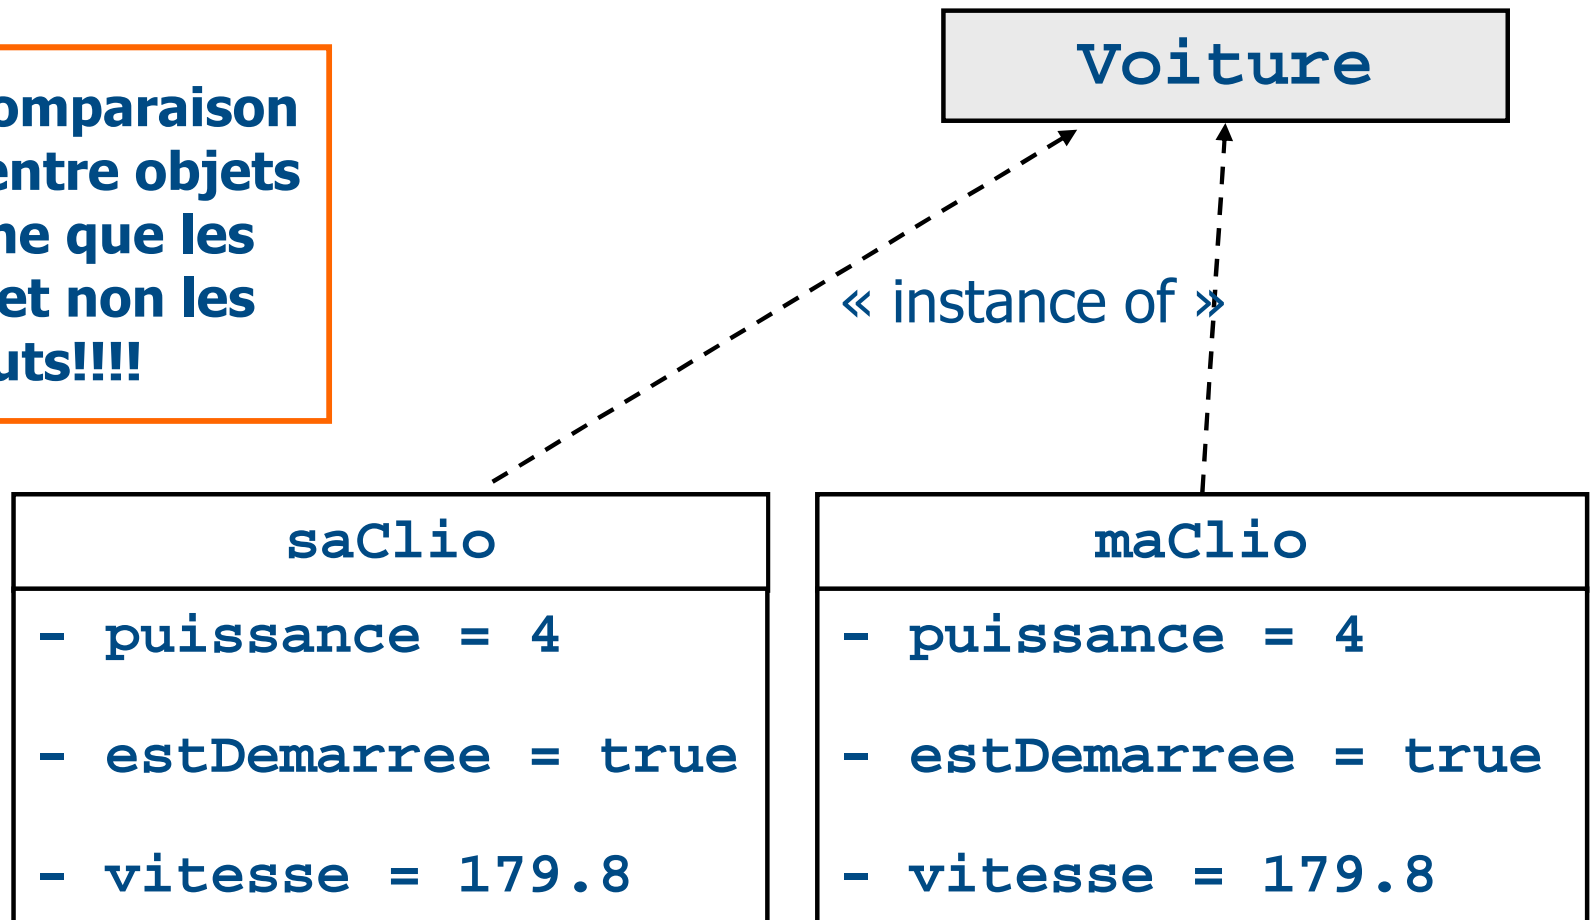 omparaison
entre objets
ne que les
et non les
uts!!!!
Voiture
« instance of »
saClio
- puissance = 4
- estDemarree = true
- vitesse = 179.8
maClio
- puissance = 4
- estDemarree = true
- vitesse = 179.8